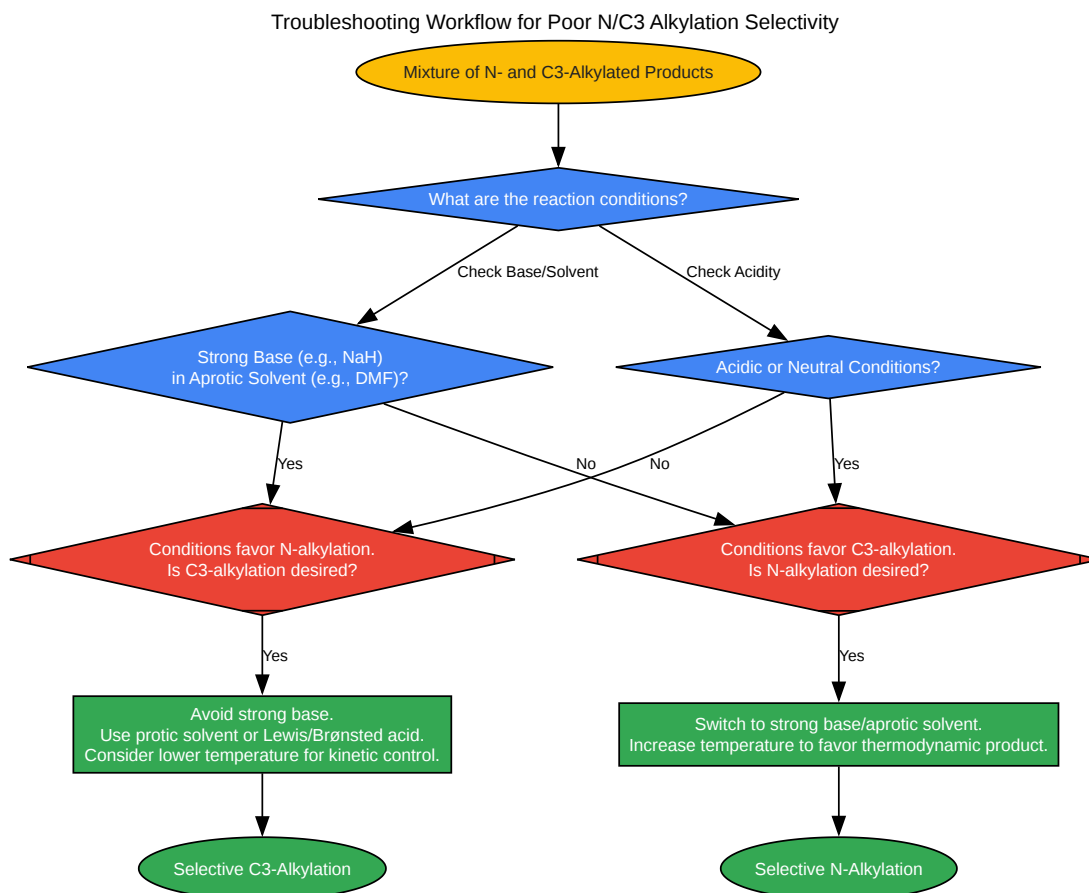 Troubleshooting Workflow for Poor N/C3 Alkylation Selectivity
Mixture of N- and C3-Alkylated Products
What are the reaction conditions?
Check Base/Solvent
Check Acidity
Strong Base (e.g., NaH)
in Aprotic Solvent (e.g., DMF)?
Acidic or Neutral Conditions?
Yes
No
No
Yes
Conditions favor N-alkylation.
Is C3-alkylation desired?
Conditions favor C3-alkylation.
Is N-alkylation desired?
Yes
Yes
Avoid strong base.
Use protic solvent or Lewis/Brønsted acid.
Consider lower temperature for kinetic control.
Switch to strong base/aprotic solvent.
Increase temperature to favor thermodynamic product.
Selective C3-Alkylation
Selective N-Alkylation